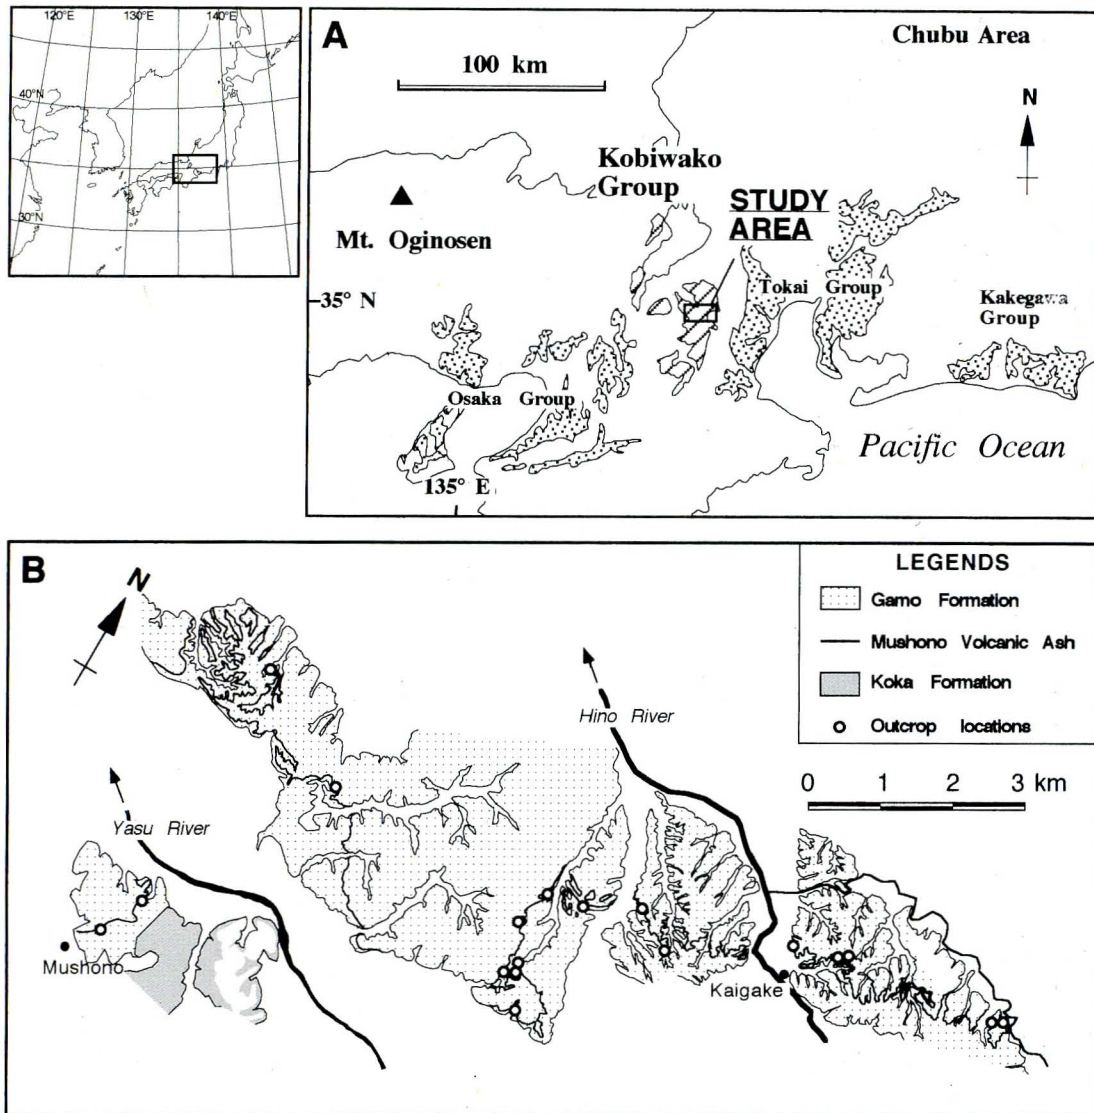 120°E
130°E
140°E
40°N
30°N
A
Chubu Area
100 km
N
Kobiwako
Group
STUDY
AREA
Mt. Oginosen
35° N
Tokai Group
Kakegawa
Group
Osaka Group
Pacific Ocean
135° E
B
N
LEGENDS
Gamo Formation
Mushono Volcanic Ash
Koka Formation
Outcrop locations
Hino River
0 1 2 3 km
Yasu River
Mushono
Kaigake